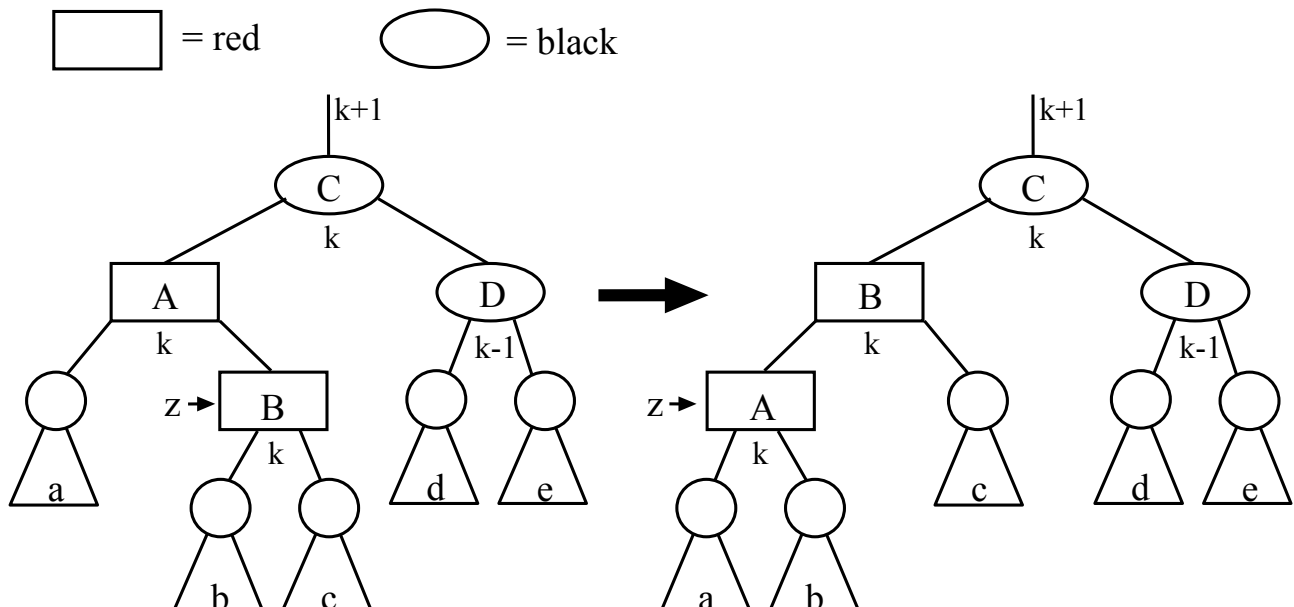 = red = black
k+1 k+1
C C
k k
A D B D
k k-1 k k-1
z B z A c
a k d e k d e
b c a b